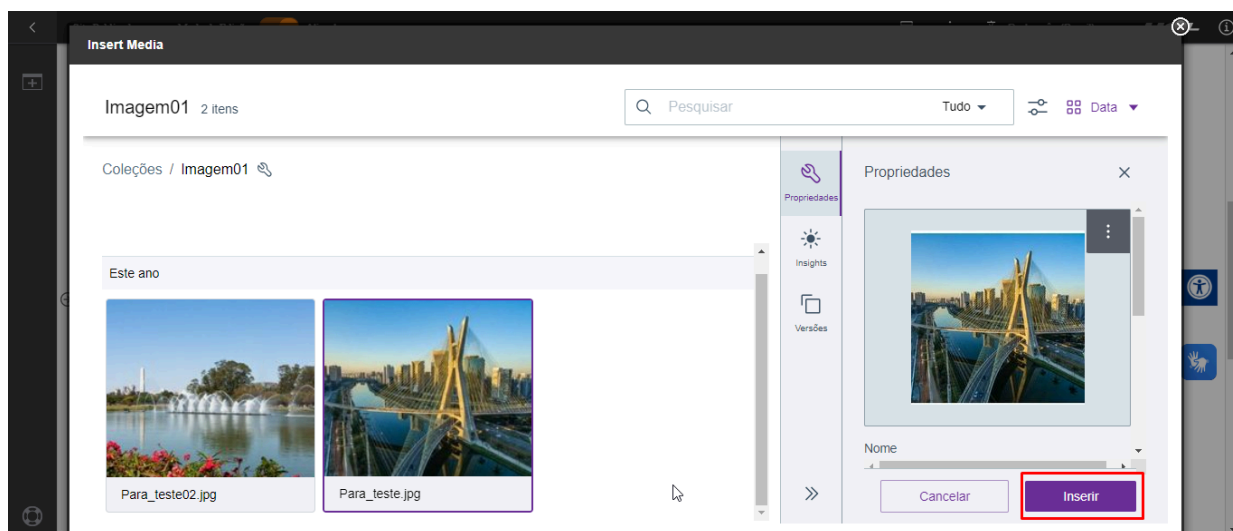 Insert Media
Imagem01 2 itens
Pesquisar
Tudo
Data
Coleções / Imagem01
Propriedades
Propriedades
Insights
Este ano
Versões
Nome
Para_teste02.jpg
Para_teste.jpg
Cancelar
Inserir